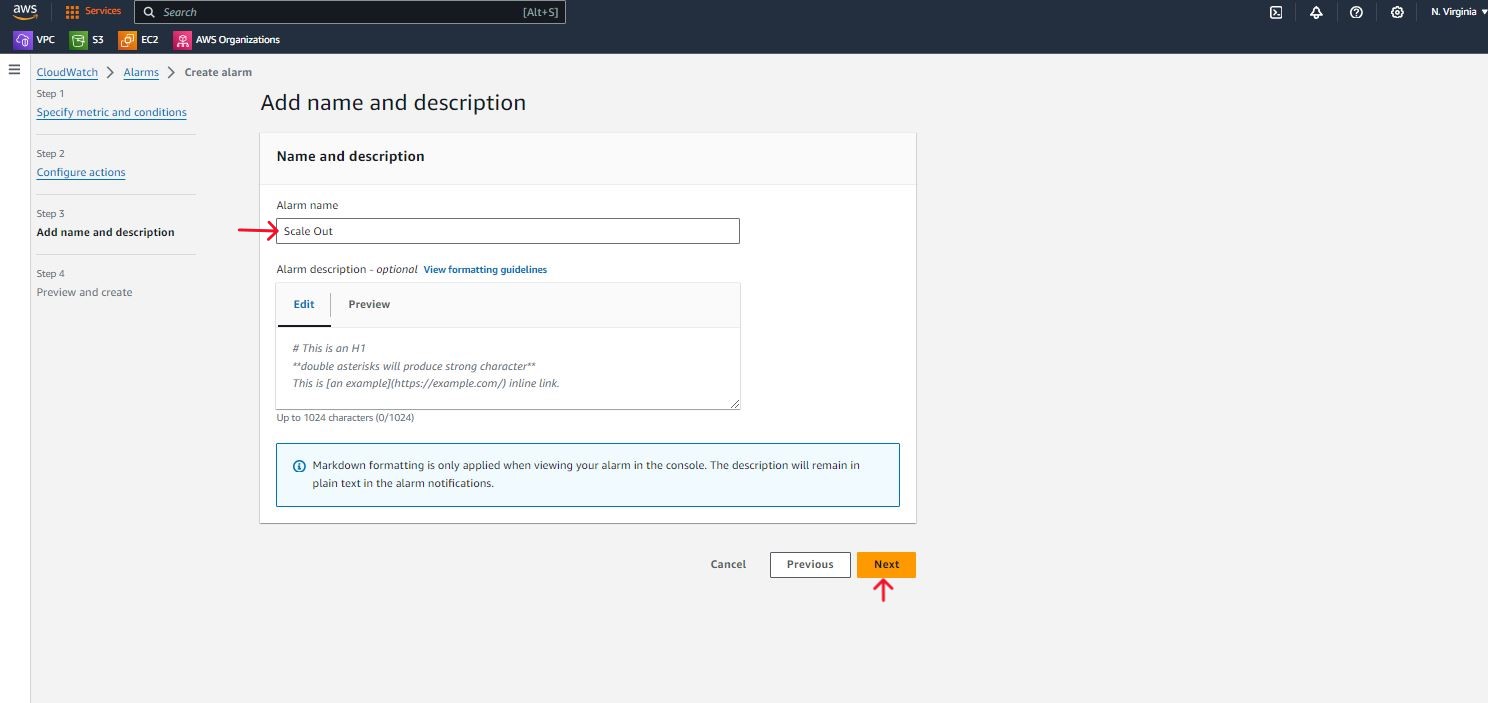 aws
Services
Search [Alt+S]
N. Virginia
VPC S3 EC2 AWS Organizations
CloudWatch > Alarms > Create alarm
Step 1
Specify metric and conditions
Step 2
Configure actions
Step 3
Add name and description
Step 4
Preview and create
Add name and description
Name and description
Alarm name
Scale Out
Alarm description - optional View formatting guidelines
Edit Preview
# This is an H1
**double asterisks will produce strong character**
This is [an example](https://example.com/) inline link.
Up to 1024 characters (0/1024)
Markdown formatting is only applied when viewing your alarm in the console. The description will remain in
plain text in the alarm notifications.
Cancel Previous Next